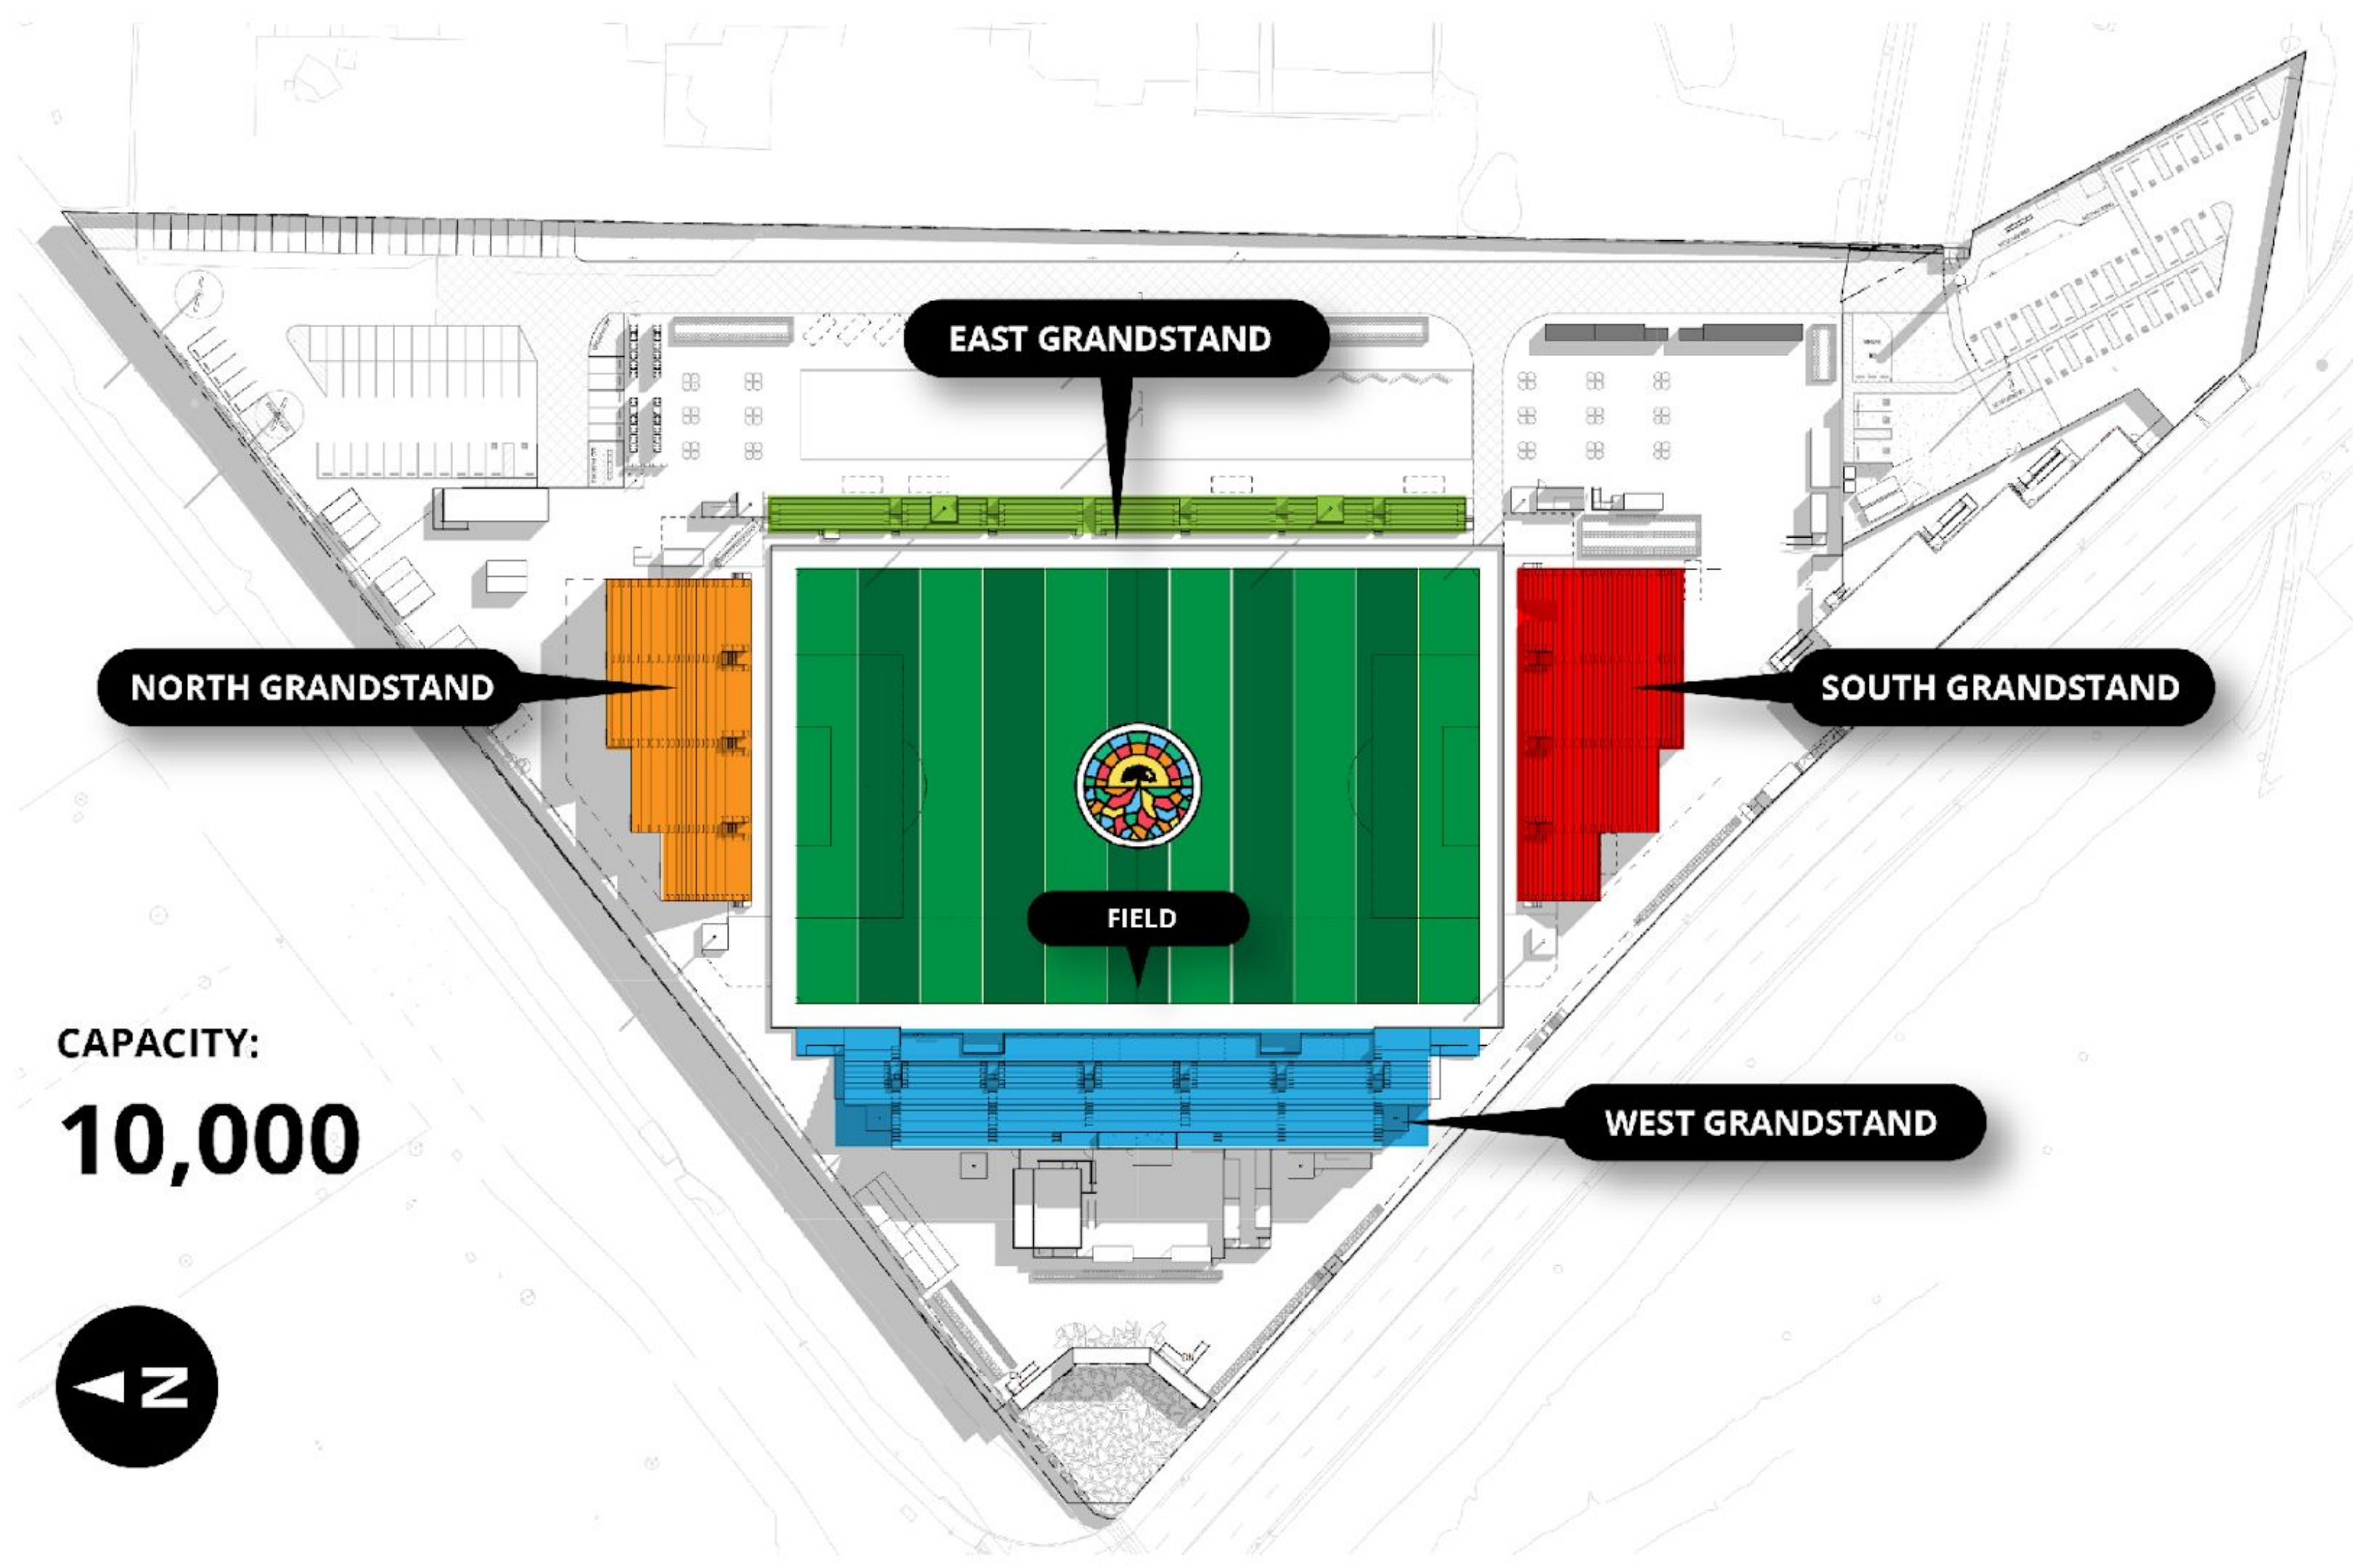 EAST GRANDSTAND
NORTH GRANDSTAND
SOUTH GRANDSTAND
FIELD
WEST GRANDSTAND
CAPACITY:
10,000
N